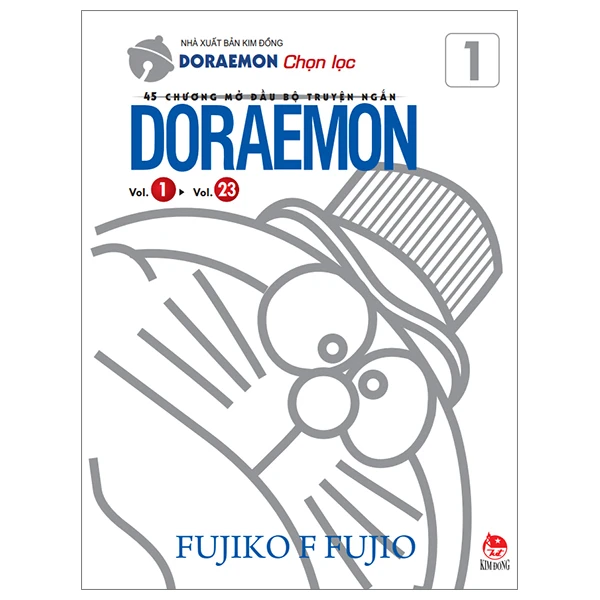 NHÀ XUẤT BẢN KIM ĐỒNG
DORAEMON Chọn lọc
1
45 CHƯƠNG MỞ ĐẦU BỘ TRUYỆN NGẮN
DORAEMON
Vol. 1 ▸ Vol. 23
FUJIKO F FUJIO
KIM ĐỒNG